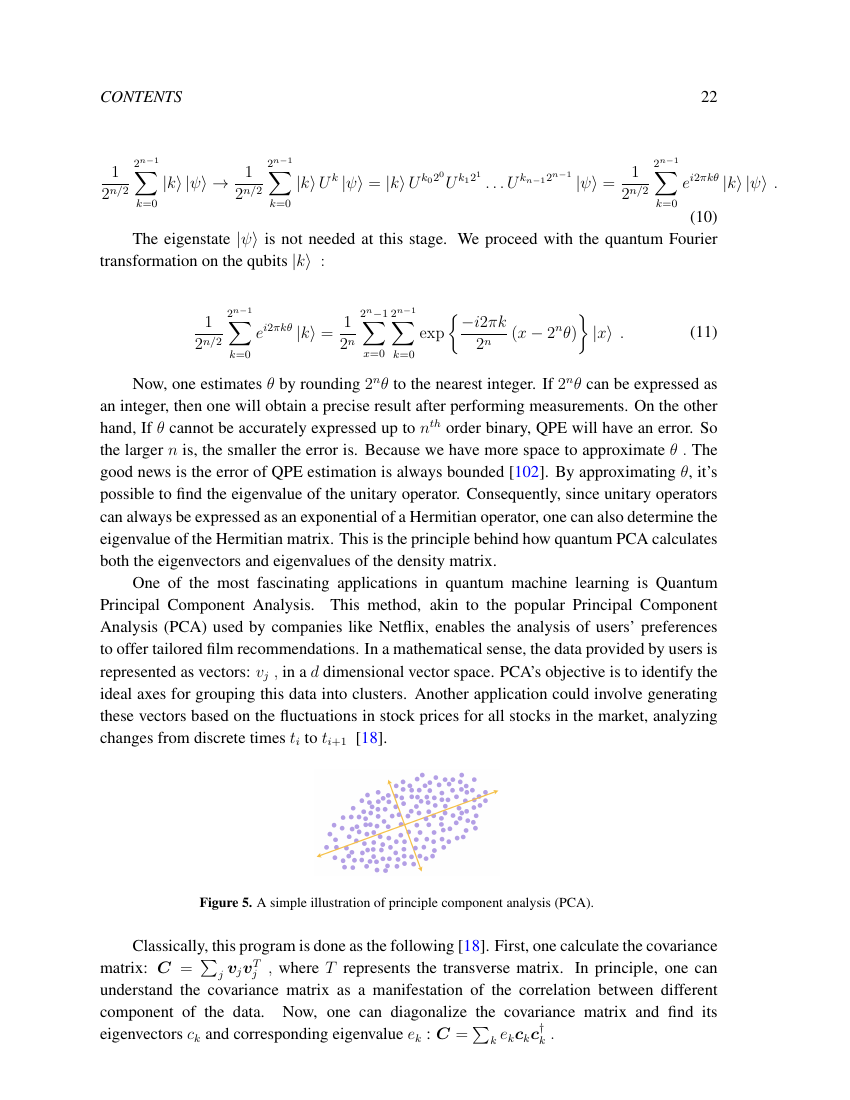 CONTENTS 22
$\frac{1}{2^{n/2}} \sum_{k=0}^{2^{n-1}} |k\rangle |\psi\rangle \rightarrow \frac{1}{2^{n/2}} \sum_{k=0}^{2^{n-1}} |k\rangle U^k |\psi\rangle = |k\rangle U^{k_0 2^0} U^{k_1 2^1} \ldots U^{k_{n-1} 2^{n-1}} |\psi\rangle = \frac{1}{2^{n/2}} \sum_{k=0}^{2^{n-1}} e^{i2\pi k\theta} |k\rangle |\psi\rangle .$
(10)
The eigenstate $|\psi\rangle$ is not needed at this stage. We proceed with the quantum Fourier
transformation on the qubits $|k\rangle$ :
$\frac{1}{2^{n/2}} \sum_{k=0}^{2^{n-1}} e^{i2\pi k\theta} |k\rangle = \frac{1}{2^n} \sum_{x=0}^{2^n-1} \sum_{k=0}^{2^{n-1}} \exp\left\{\frac{-i2\pi k}{2^n} (x - 2^n\theta)\right\} |x\rangle .$ (11)
Now, one estimates $\theta$ by rounding $2^n\theta$ to the nearest integer. If $2^n\theta$ can be expressed as
an integer, then one will obtain a precise result after performing measurements. On the other
hand, If $\theta$ cannot be accurately expressed up to $n^{th}$ order binary, QPE will have an error. So
the larger $n$ is, the smaller the error is. Because we have more space to approximate $\theta$ . The
good news is the error of QPE estimation is always bounded [102]. By approximating $\theta$, it's
possible to find the eigenvalue of the unitary operator. Consequently, since unitary operators
can always be expressed as an exponential of a Hermitian operator, one can also determine the
eigenvalue of the Hermitian matrix. This is the principle behind how quantum PCA calculates
both the eigenvectors and eigenvalues of the density matrix.
One of the most fascinating applications in quantum machine learning is Quantum
Principal Component Analysis. This method, akin to the popular Principal Component
Analysis (PCA) used by companies like Netflix, enables the analysis of users' preferences
to offer tailored film recommendations. In a mathematical sense, the data provided by users is
represented as vectors: $v_j$ , in a $d$ dimensional vector space. PCA's objective is to identify the
ideal axes for grouping this data into clusters. Another application could involve generating
these vectors based on the fluctuations in stock prices for all stocks in the market, analyzing
changes from discrete times $t_i$ to $t_{i+1}$ [18].
Figure 5. A simple illustration of principle component analysis (PCA).
Classically, this program is done as the following [18]. First, one calculate the covariance
matrix: $\boldsymbol{C} = \sum_j \boldsymbol{v}_j \boldsymbol{v}_j^T$ , where $T$ represents the transverse matrix. In principle, one can
understand the covariance matrix as a manifestation of the correlation between different
component of the data. Now, one can diagonalize the covariance matrix and find its
eigenvectors $c_k$ and corresponding eigenvalue $e_k$ : $\boldsymbol{C} = \sum_k e_k \boldsymbol{c}_k \boldsymbol{c}_k^\dagger$ .